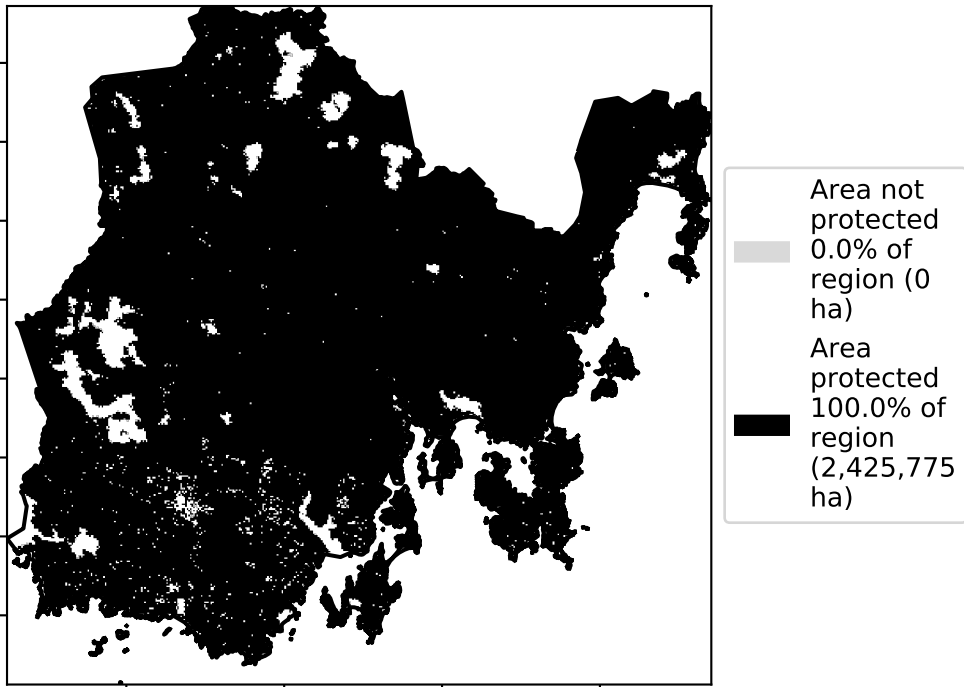 Area not
protected
0.0% of
region (0
ha)
Area
protected
100.0% of
region
(2,425,775
ha)